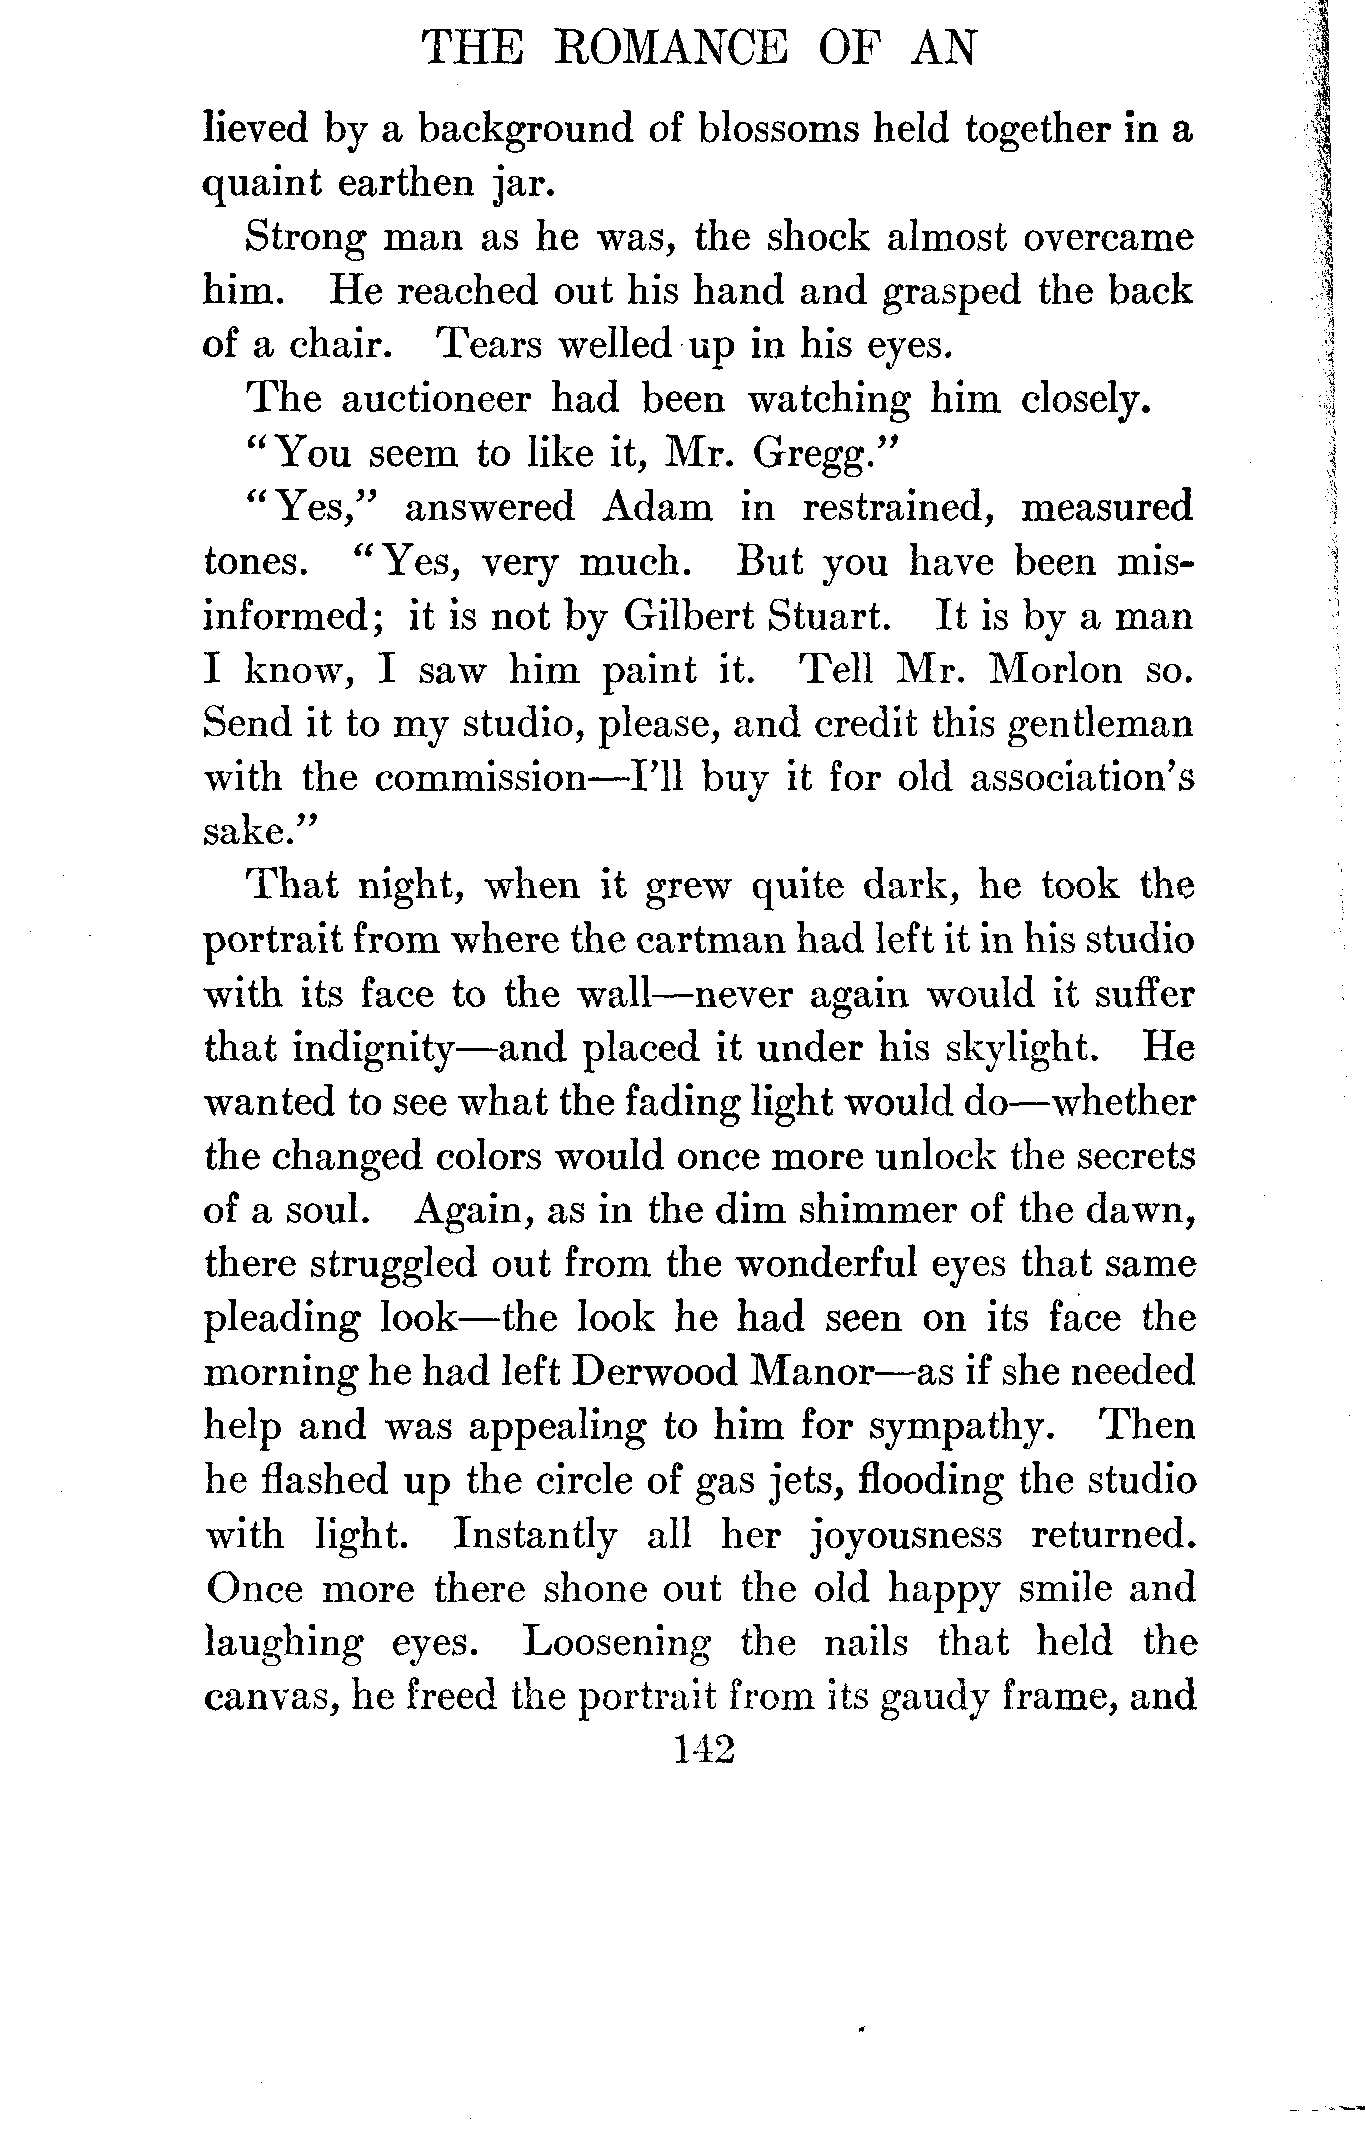 THE ROMANCE OF AN
lieved by a background of blossoms held together in a
quaint earthen jar.
Strong man as he was, the shock almost overcame
him. He reached out his hand and grasped the back
of a chair. Tears welled up in his eyes.
The auctioneer had been watching him closely.
“You seem to like it, Mr. Gregg.”
“Yes,” answered Adam in restrained, measured
tones. “Yes, very much. But you have been mis-
informed; it is not by Gilbert Stuart. It is by a man
I know, I saw him paint it. Tell Mr. Morlon so.
Send it to my studio, please, and credit this gentleman
with the commission—I'll buy it for old association's
sake.”
That night, when it grew quite dark, he took the
portrait from where the cartman had left it in his studio
with its face to the wall—never again would it suffer
that indignity—and placed it under his skylight. He
wanted to see what the fading light would do—whether
the changed colors would once more unlock the secrets
of a soul. Again, as in the dim shimmer of the dawn,
there struggled out from the wonderful eyes that same
pleading look—the look he had seen on its face the
morning he had left Derwood Manor—as if she needed
help and was appealing to him for sympathy. Then
he flashed up the circle of gas jets, flooding the studio
with light. Instantly all her joyousness returned.
Once more there shone out the old happy smile and
laughing eyes. Loosening the nails that held the
canvas, he freed the portrait from its gaudy frame, and
142